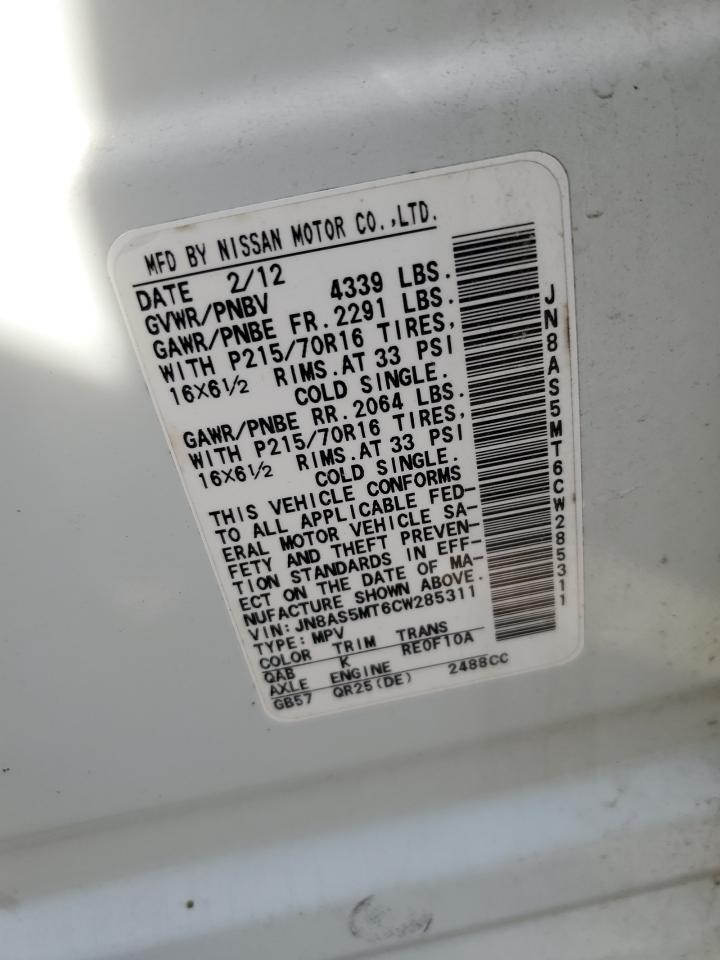 MFD BY NISSAN MOTOR CO.,LTD.
DATE 2/12
GVWR/PNBV 4339 LBS.
GAWR/PNBE FR.2291 LBS.
WITH P215/70R16 TIRES,
16X6½ RIMS.AT 33 PSI
COLD SINGLE.
GAWR/PNBE RR.2064 LBS.
WITH P215/70R16 TIRES,
16X6½ RIMS.AT 33 PSI
COLD SINGLE.
THIS VEHICLE CONFORMS
TO ALL APPLICABLE FED-
ERAL MOTOR VEHICLE SA-
FETY AND THEFT PREVEN-
TION STANDARDS IN EFF-
ECT ON THE DATE OF MA-
NUFACTURE SHOWN ABOVE.
VIN:JN8AS5MT6CW285311
TYPE:MPV
COLOR TRIM TRANS
QAB K RE0F10A
AXLE ENGINE
GB57 QR25(DE) 2488CC
JN8AS5MT6CW285311